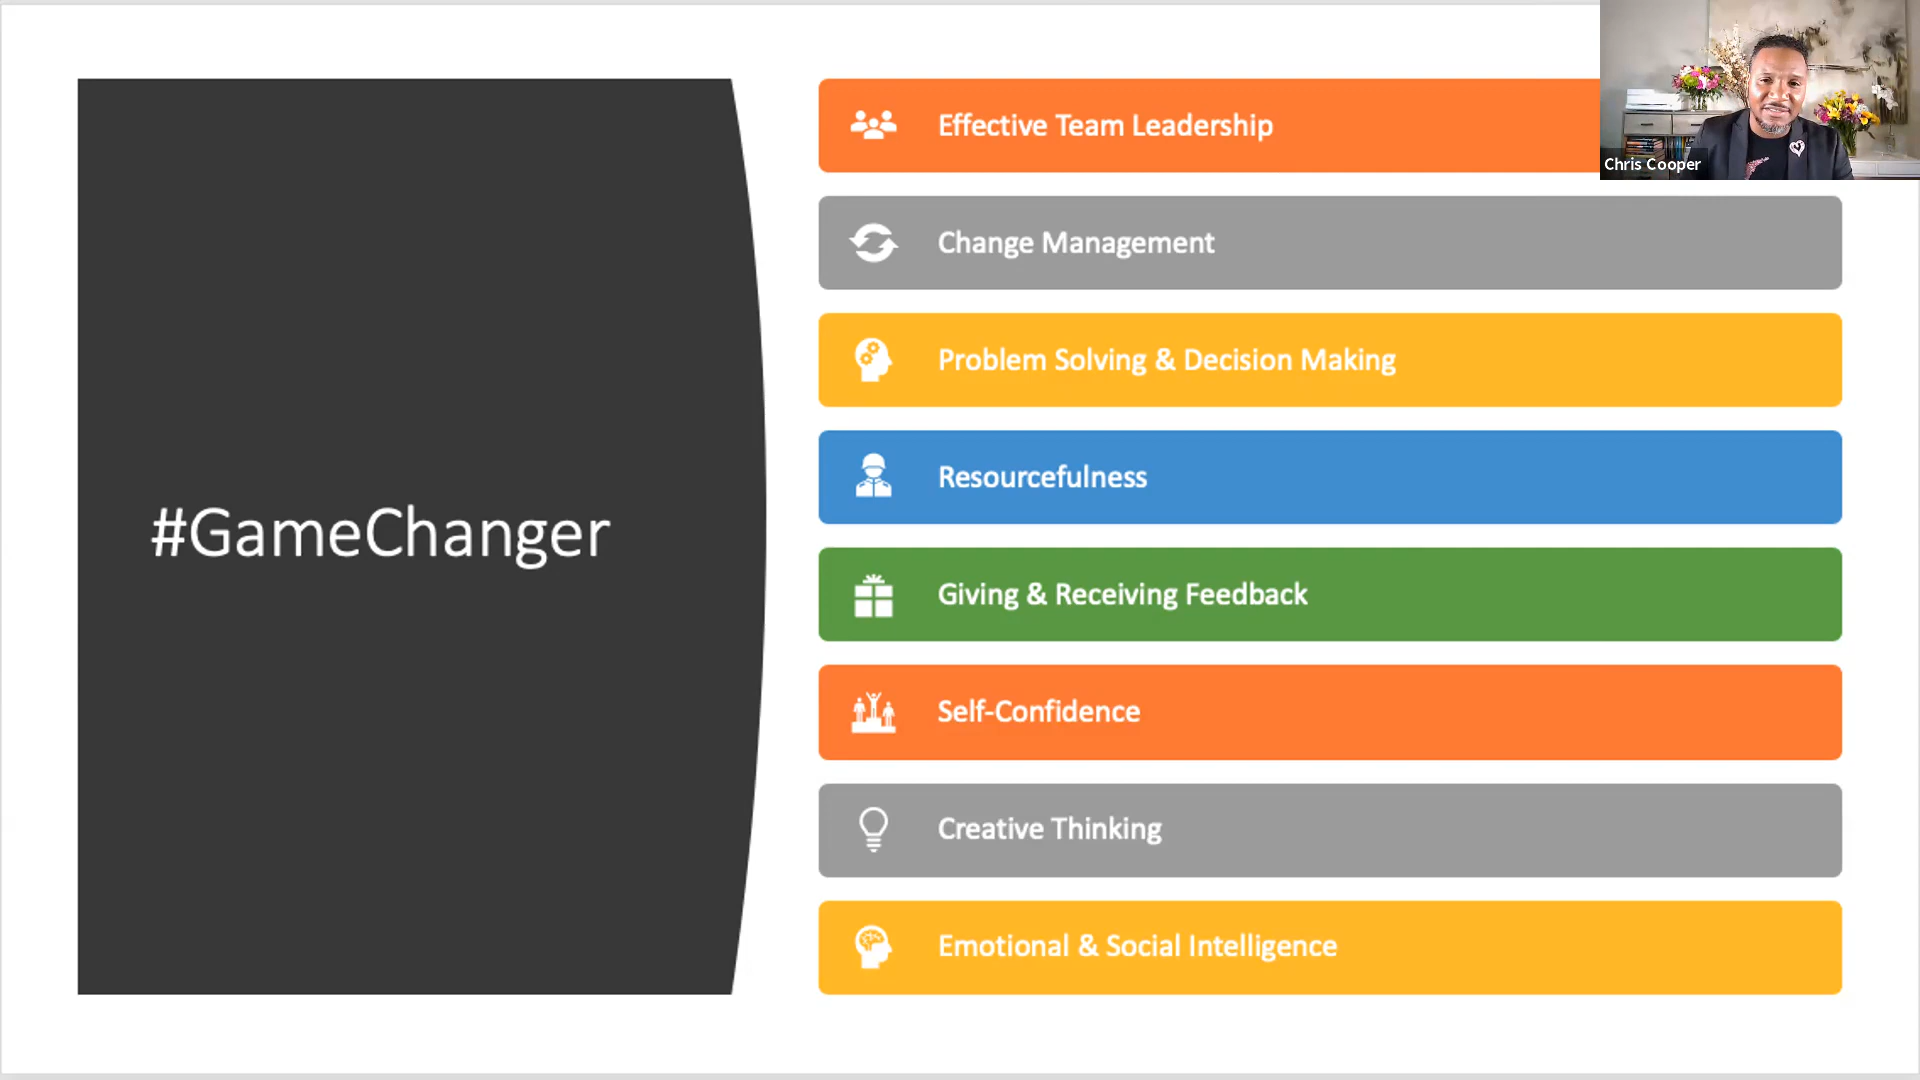 #GameChanger
Effective Team Leadership
Change Management
Problem Solving & Decision Making
Resourcefulness
Giving & Receiving Feedback
Self-Confidence
Creative Thinking
Emotional & Social Intelligence
Chris Cooper